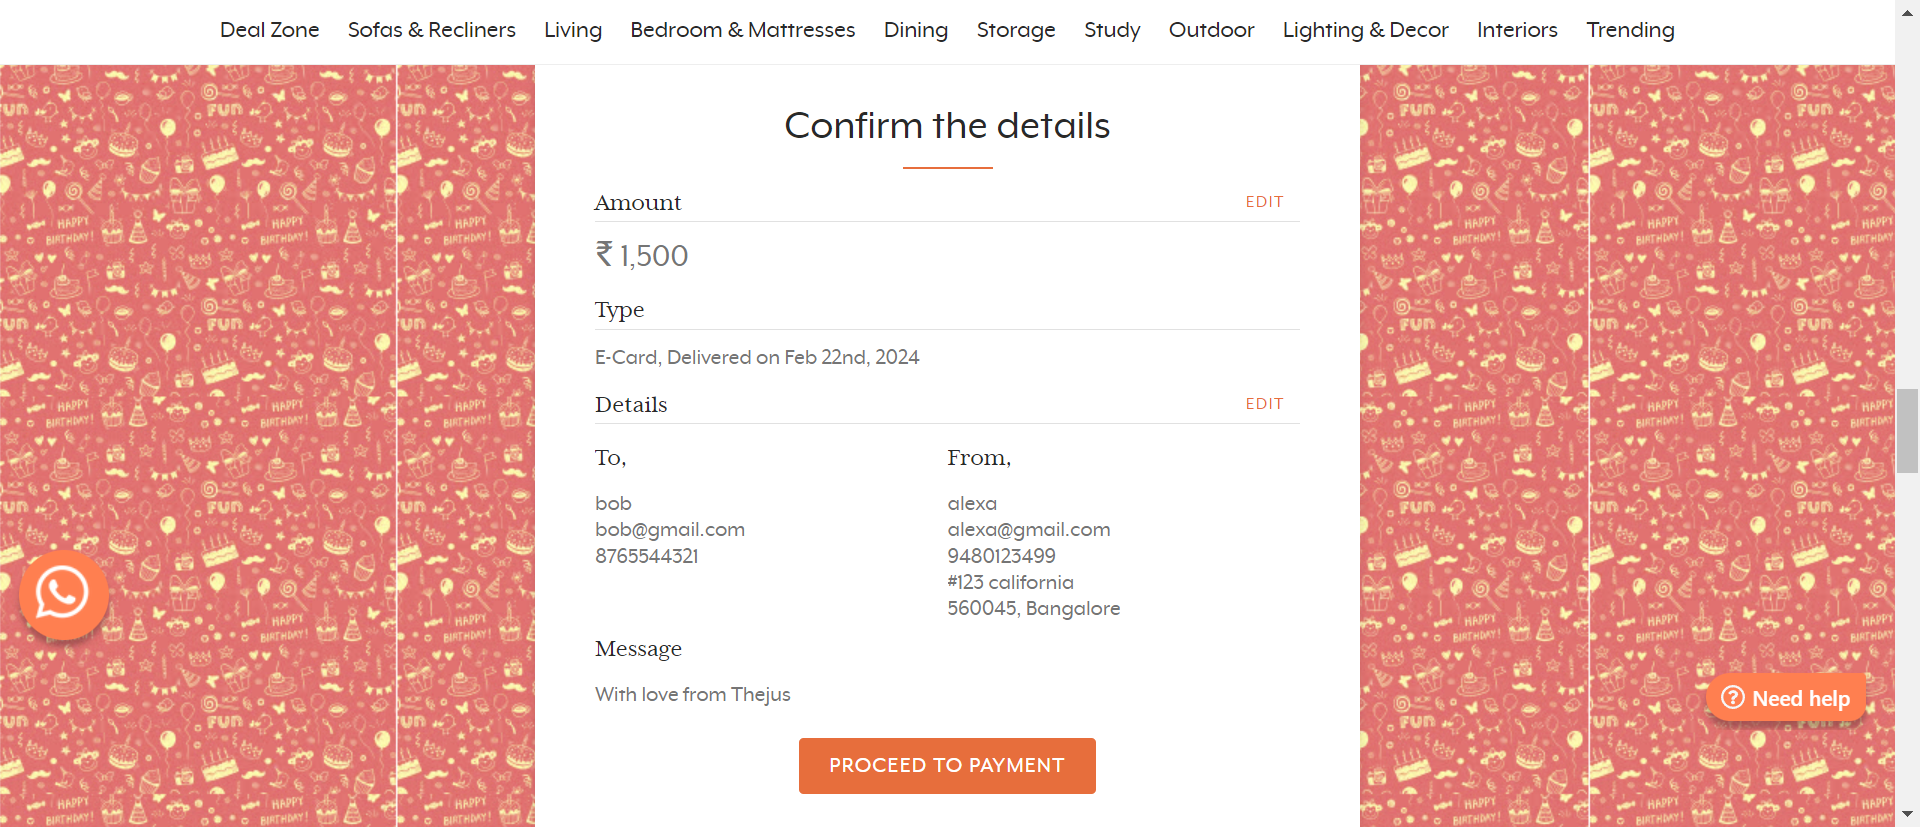 Deal Zone Sofas & Recliners Living Bedroom & Mattresses Dining Storage Study Outdoor Lighting & Decor Interiors Trending
Confirm the details
Amount EDIT
₹ 1,500
Type
E-Card, Delivered on Feb 22nd, 2024
Details EDIT
To, From,
bob alexa
bob@gmail.com alexa@gmail.com
8765544321 9480123499
#123 california
560045, Bangalore
Message
With love from Thejus
Need help
PROCEED TO PAYMENT
FUN
HAPPY
BIRTHDAY!